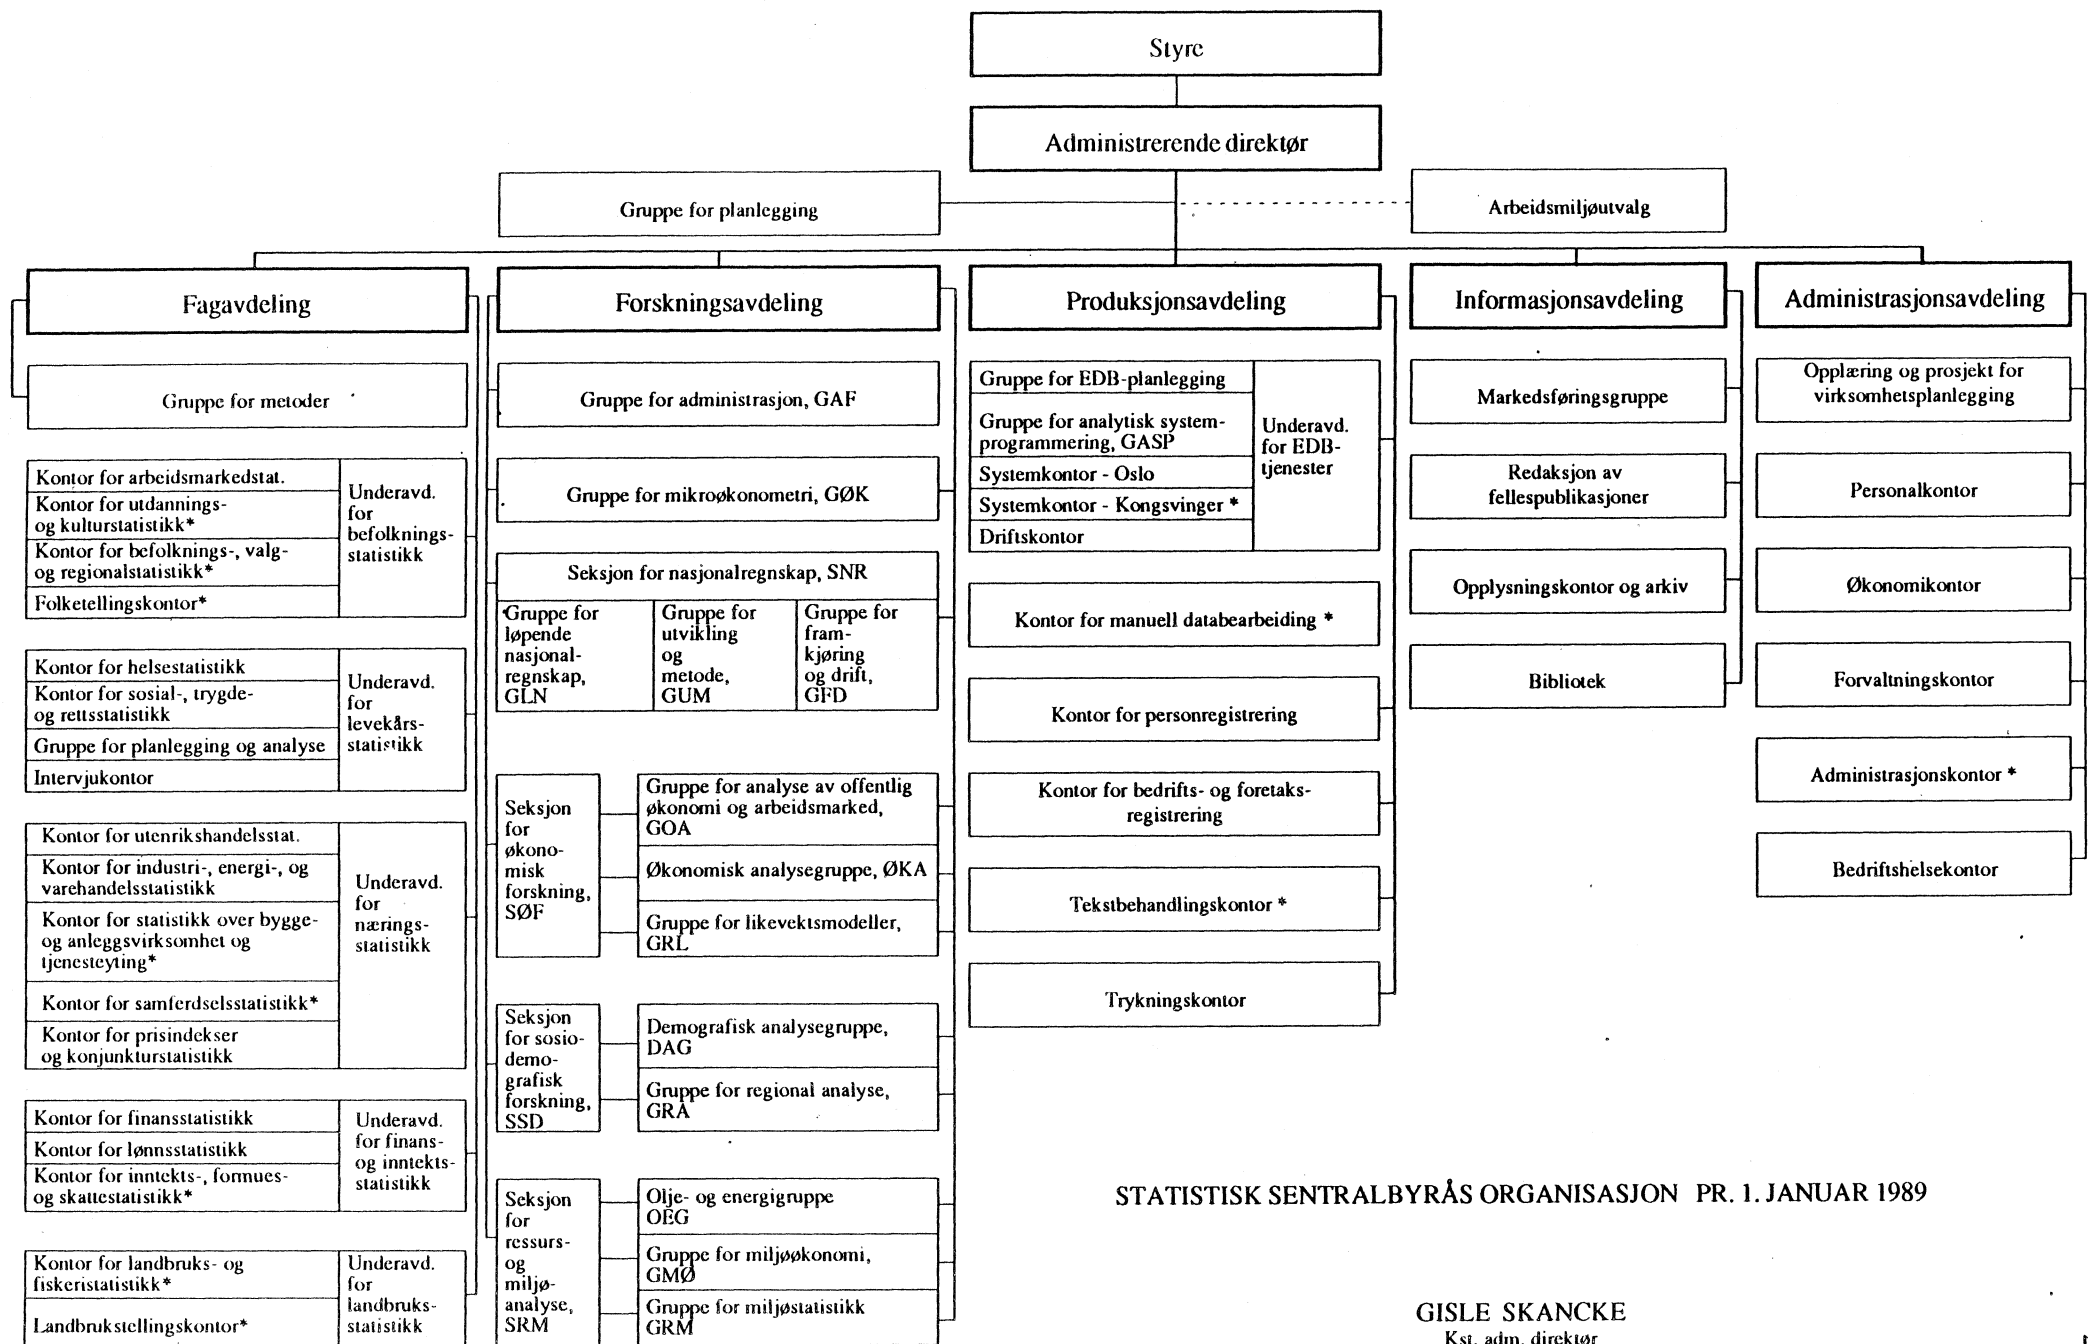 Styre
Administrerende direktør
Gruppe for planlegging
Arbeidsmiljøutvalg
Fagavdeling
Gruppe for metoder
Kontor for arbeidsmarkedstat.
Kontor for utdannings-
og kulturstatistikk*
Kontor for befolknings-, valg-
og regionalstatistikk*
Folketellingskontor*
Underavd.
for
befolknings-
statistikk
Kontor for helsestatistikk
Kontor for sosial-, trygde-
og rettsstatistikk
Gruppe for planlegging og analyse
Intervjukontor
Underavd.
for
levekårs-
statistikk
Kontor for utenrikshandelsstat.
Kontor for industri-, energi-, og
varehandelsstatistikk
Kontor for statistikk over bygge-
og anleggsvirksomhet og
tjenesteyting*
Kontor for samferdselsstatistikk*
Kontor for prisindekser
og konjunkturstatistikk
Underavd.
for
nærings-
statistikk
Kontor for finansstatistikk
Kontor for lønnsstatistikk
Kontor for inntekts-, formues-
og skattestatistikk*
Underavd.
for finans-
og inntekts-
statistikk
Kontor for landbruks- og
fiskeristatistikk*
Landbrukstellingskontor*
Underavd.
for
landbruks-
statistikk
Forskningsavdeling
Gruppe for administrasjon, GAF
Gruppe for mikroøkonometri, GØK
Seksjon for nasjonalregnskap, SNR
Gruppe for
løpende
nasjonal-
regnskap,
GLN
Gruppe for
utvikling
og
metode,
GUM
Gruppe for
fram-
kjøring
og drift,
GFD
Seksjon
for
økono-
misk
forskning,
SØF
Gruppe for analyse av offentlig
økonomi og arbeidsmarked,
GOA
Økonomisk analysegruppe, ØKA
Gruppe for likevektsmodeller,
GRL
Seksjon
for sosio-
demo-
grafisk
forskning,
SSD
Demografisk analysegruppe,
DAG
Gruppe for regional analyse,
GRA
Seksjon
for
ressurs-
og
miljø-
analyse,
SRM
Olje- og energigruppe
OEG
Gruppe for miljøøkonomi,
GMØ
Gruppe for miljøstatistikk
GRM
Produksjonsavdeling
Gruppe for EDB-planlegging
Gruppe for analytisk system-
programmering, GASP
Systemkontor - Oslo
Systemkontor - Kongsvinger *
Driftskontor
Underavd.
for EDB-
tjenester
Kontor for manuell databearbeiding *
Kontor for personregistrering
Kontor for bedrifts- og foretaks-
registrering
Tekstbehandlingskontor *
Trykningskontor
Informasjonsavdeling
Markedsføringsgruppe
Redaksjon av
fellespublikasjoner
Opplysningskontor og arkiv
Bibliotek
Administrasjonsavdeling
Opplæring og prosjekt for
virksomhetsplanlegging
Personalkontor
Økonomikontor
Forvaltningskontor
Administrasjonskontor *
Bedriftshelsekontor
STATISTISK SENTRALBYRÅS ORGANISASJON PR. 1. JANUAR 1989
GISLE SKANCKE
Kst. adm. direktør